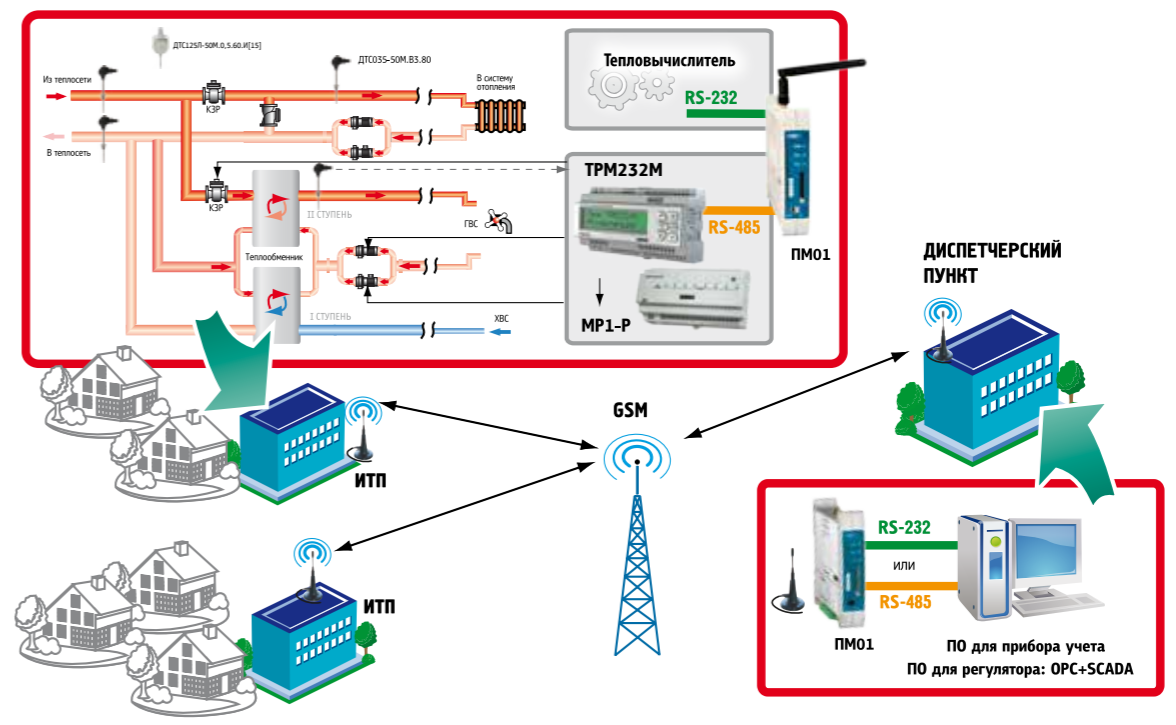 ДТС125Л-50М.0,5.60.И[15]
ДТС035-50М.В3.80
Из теплосети
КЗР
В систему
отопления
В теплосеть
КЗР
II СТУПЕНЬ
ГВС
Теплообменник
I СТУПЕНЬ
ХВС
Тепловычислитель
RS-232
ТРМ232М
RS-485
ПМ01
МР1-Р
ДИСПЕТЧЕРСКИЙ
ПУНКТ
GSM
ИТП
ИТП
RS-232
или
RS-485
ПМ01
ПО для прибора учета
ПО для регулятора: OPC+SCADA